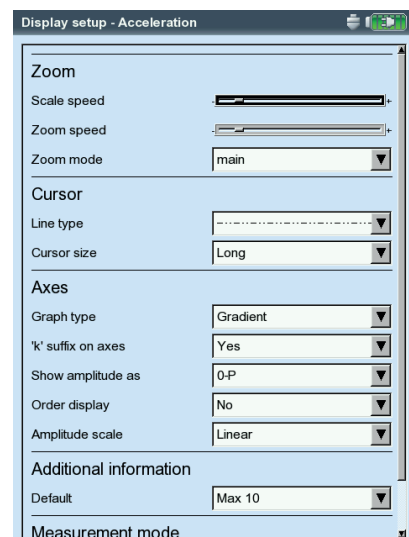 Display setup - Acceleration
Zoom
Scale speed - +
Zoom speed - +
Zoom mode main
Cursor
Line type
Cursor size Long
Axes
Graph type Gradient
'k' suffix on axes Yes
Show amplitude as 0-P
Order display No
Amplitude scale Linear
Additional information
Default Max 10
Measurement mode